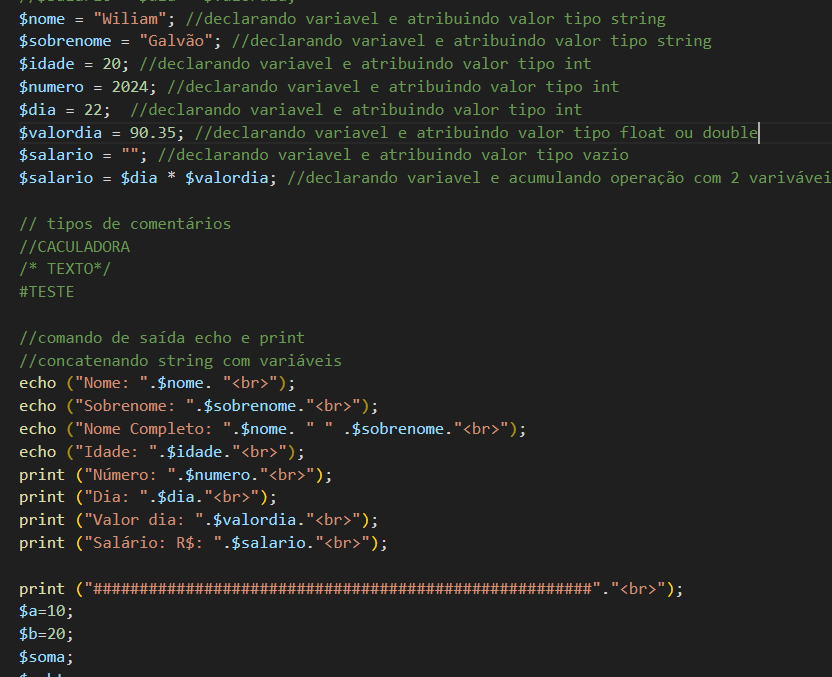 $nome = "Wiliam"; //declarando variavel e atribuindo valor tipo string
$sobrenome = "Galvão"; //declarando variavel e atribuindo valor tipo string
$idade = 20; //declarando variavel e atribuindo valor tipo int
$numero = 2024; //declarando variavel e atribuindo valor tipo int
$dia = 22;  //declarando variavel e atribuindo valor tipo int
$valordia = 90.35; //declarando variavel e atribuindo valor tipo float ou double
$salario = ""; //declarando variavel e atribuindo valor tipo vazio
$salario = $dia * $valordia; //declarando variavel e acumulando operação com 2 varivávei
// tipos de comentários
//CACULADORA
/* TEXTO*/
#TESTE
//comando de saída echo e print
//concatenando string com variáveis
echo ("Nome: ".$nome. "<br>");
echo ("Sobrenome: ".$sobrenome."<br>");
echo ("Nome Completo: ".$nome. " " .$sobrenome."<br>");
echo ("Idade: ".$idade."<br>");
print ("Número: ".$numero."<br>");
print ("Dia: ".$dia."<br>");
print ("Valor dia: ".$valordia."<br>");
print ("Salário: R$: ".$salario."<br>");
print ("######################################################"."<br>");
$a=10;
$b=20;
$soma;